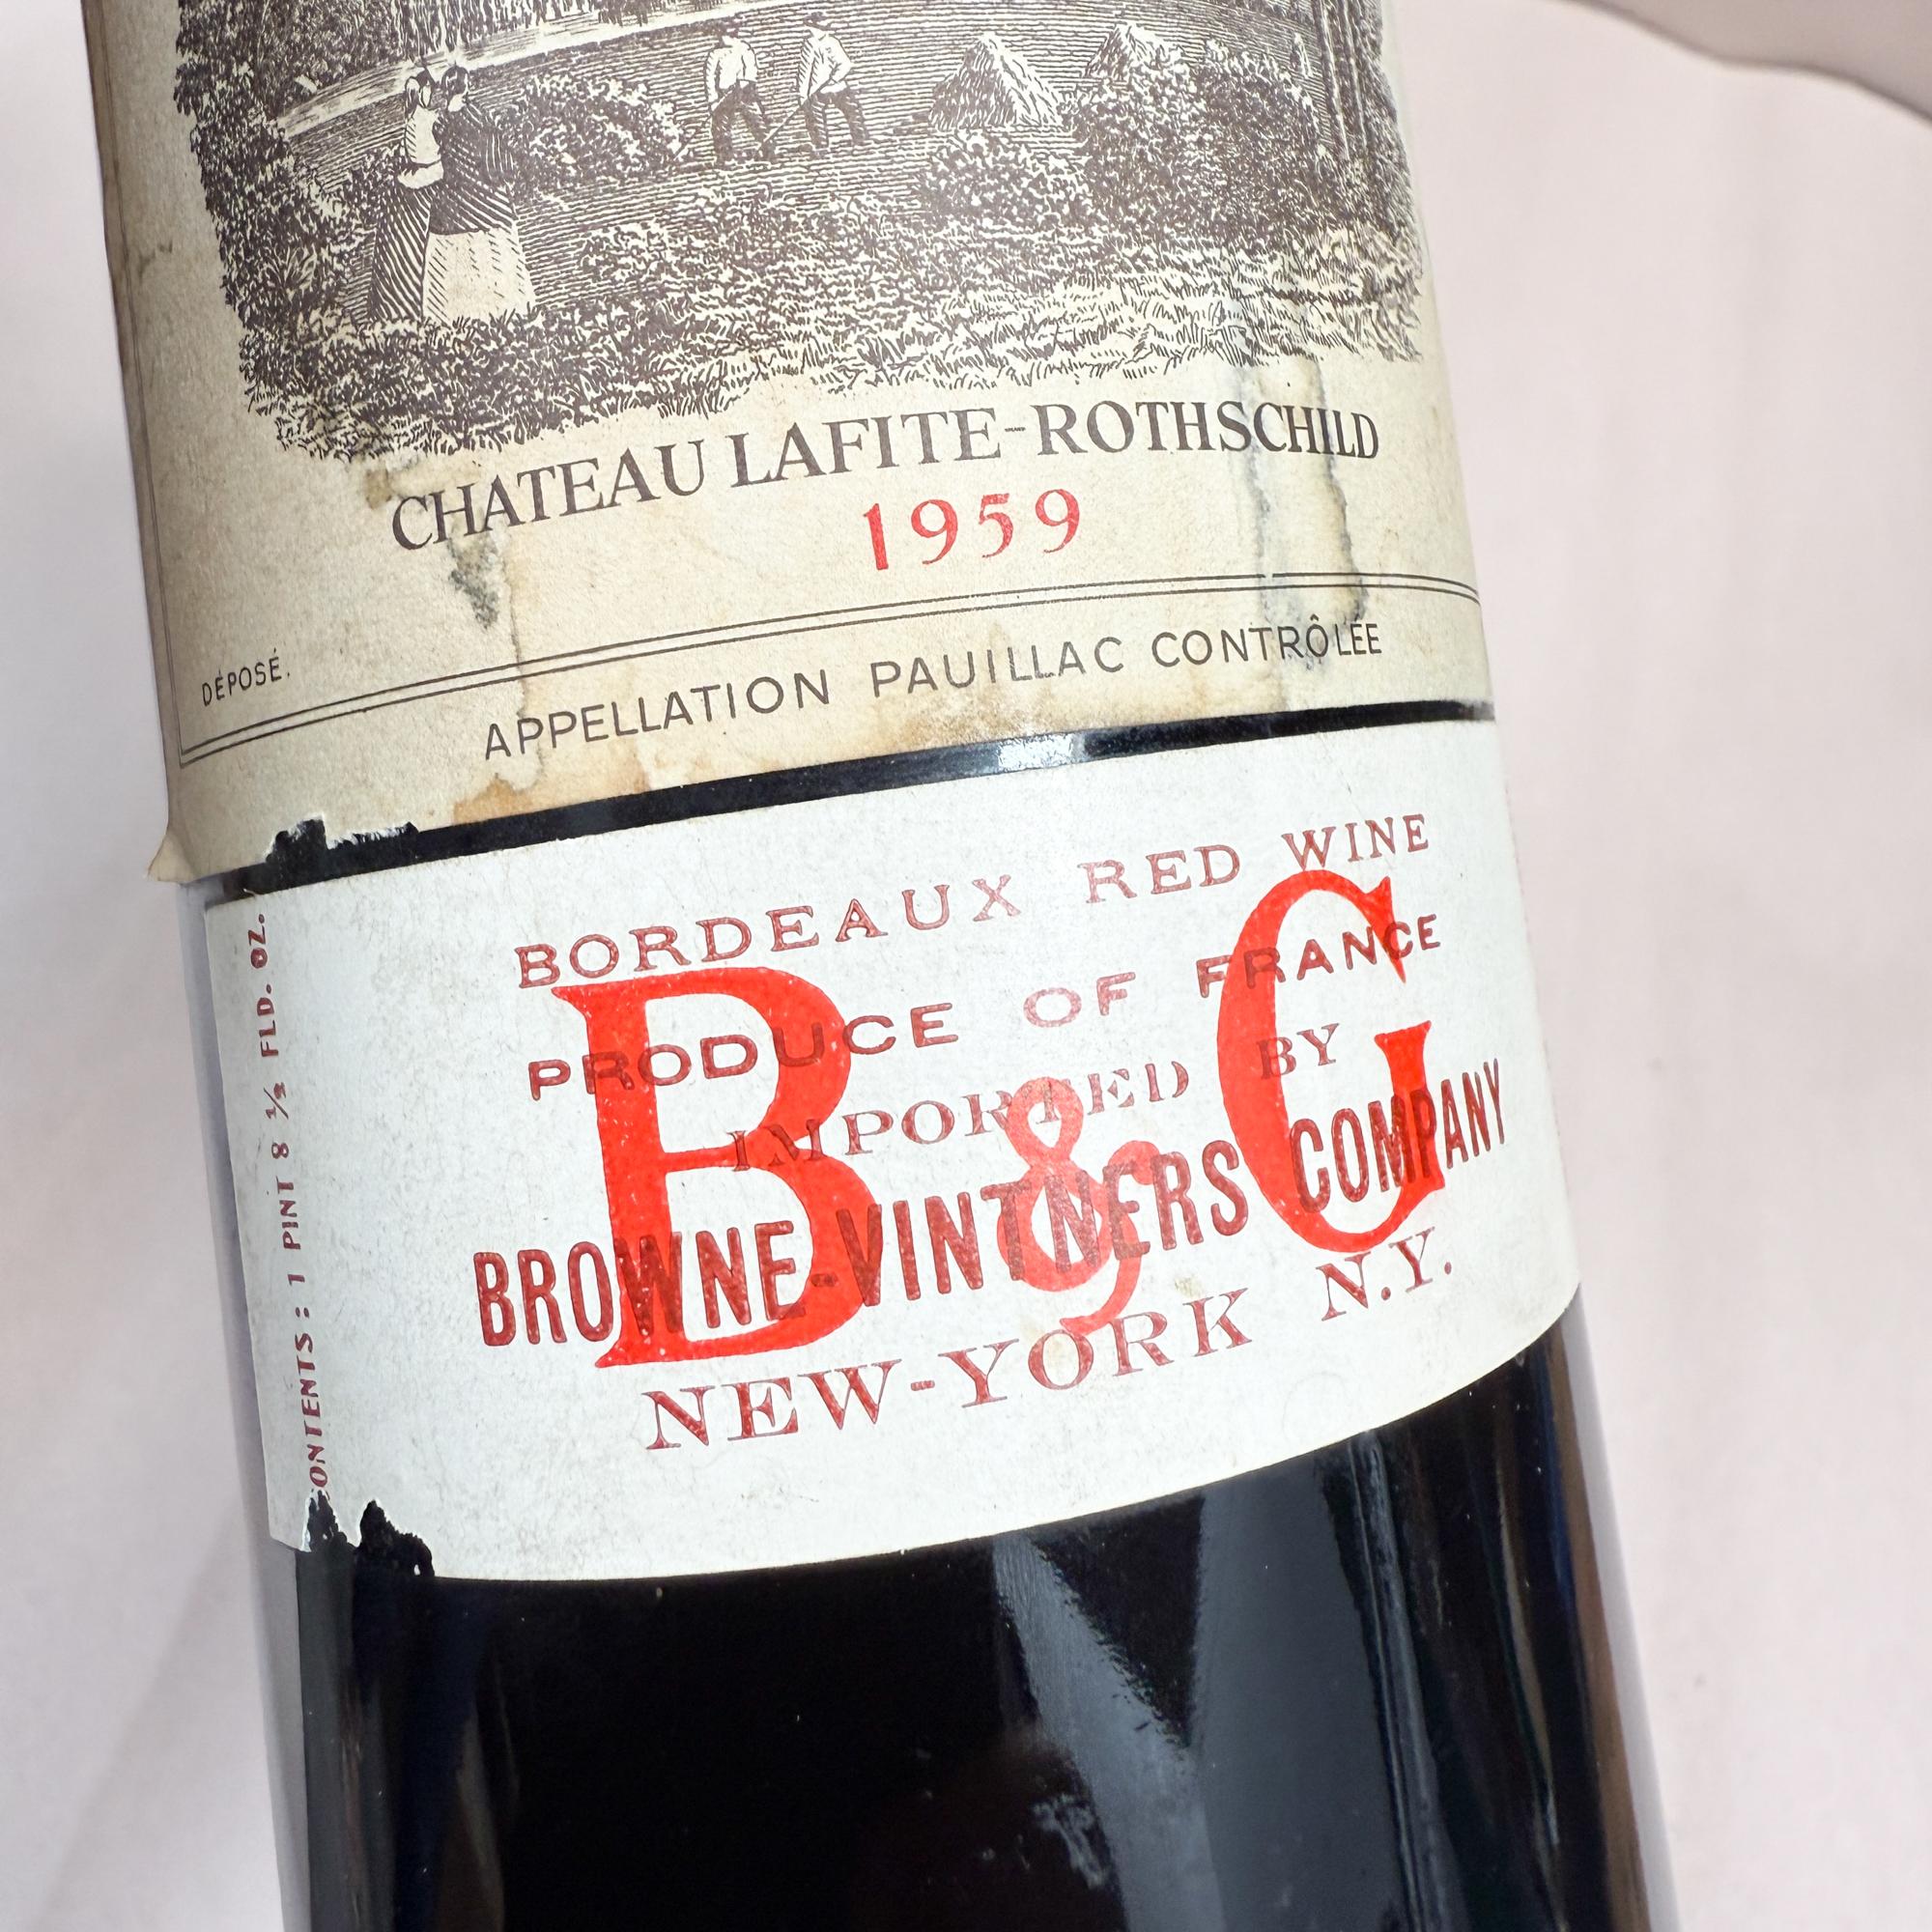 CHATEAU LAFITE-ROTHSCHILD
1959
DÉPOSÉ.
APPELLATION PAUILLAC CONTRÔLÉE
BORDEAUX RED WINE
PRODUCE OF FRANCE
IMPORTED BY
BROWNE-VINTNERS COMPANY
NEW-YORK N.Y.
B & G
CONTENTS : 1 PINT 8 ½ FLD. OZ.